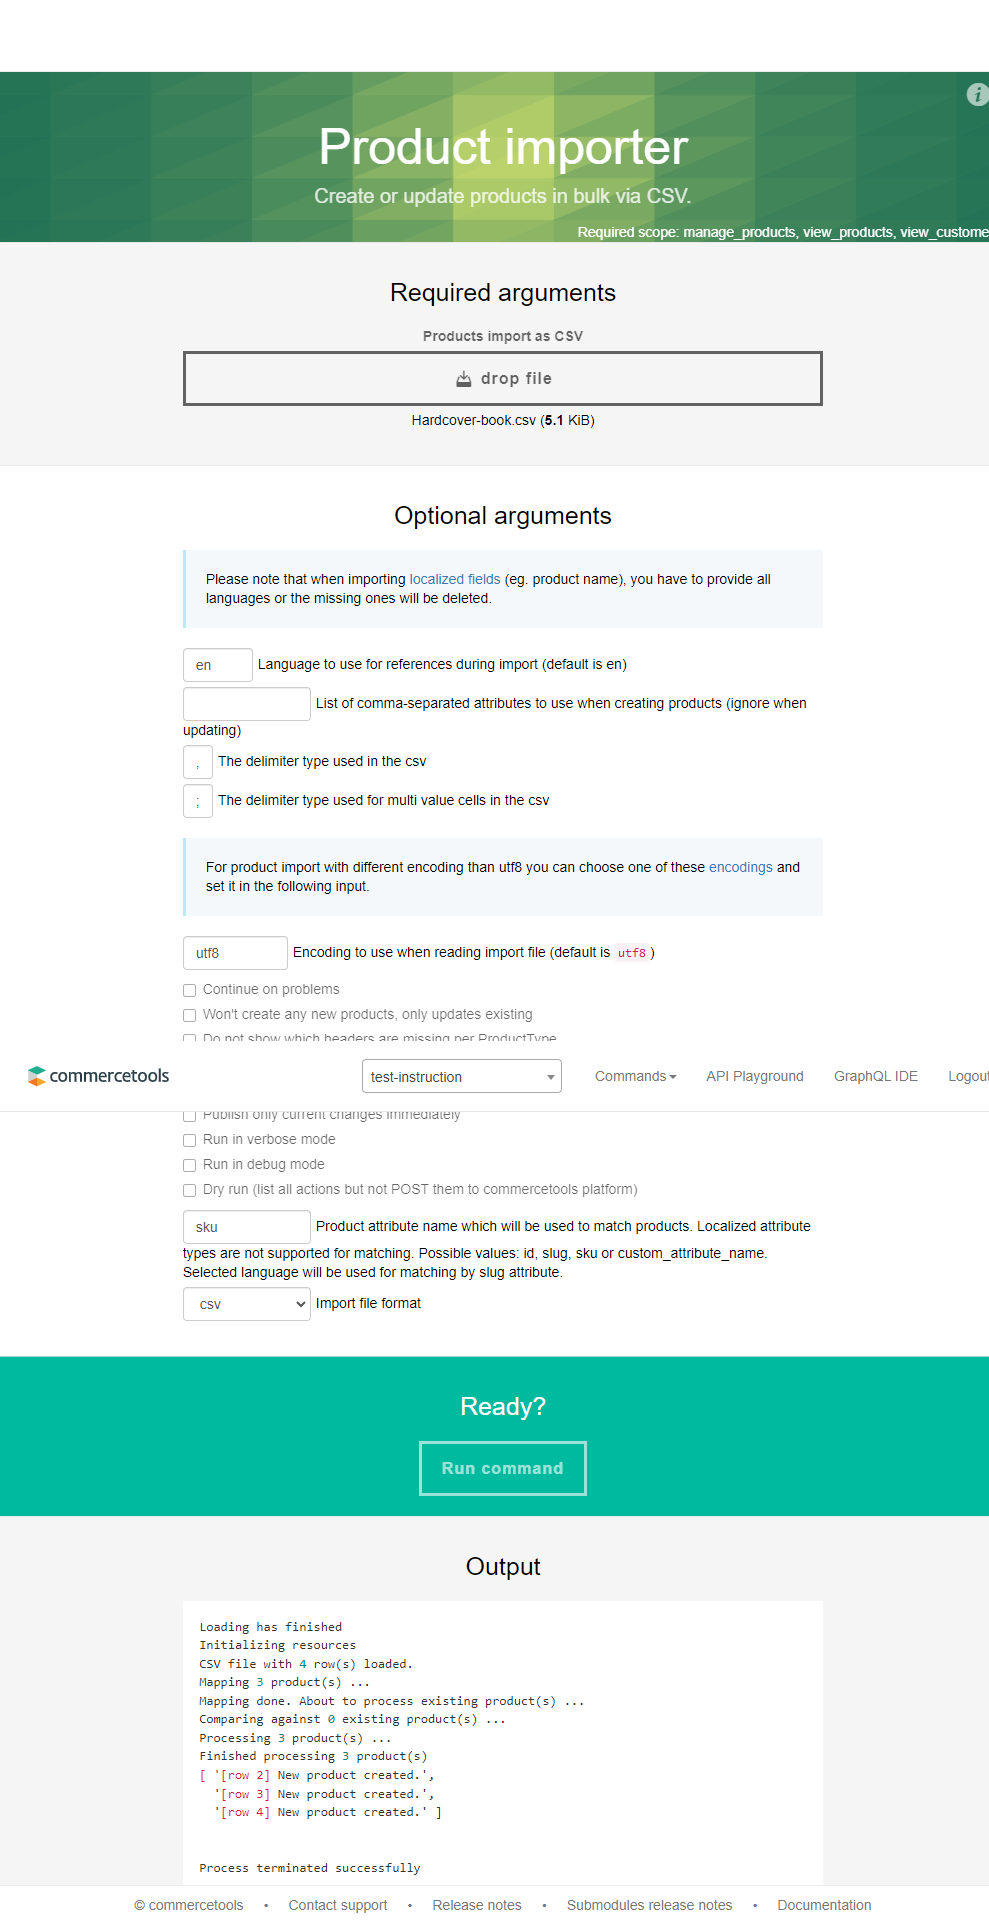 Product importer
Create or update products in bulk via CSV.
Required scope: manage_products, view_products, view_custome
Required arguments
Products import as CSV
drop file
Hardcover-book.csv (5.1 KiB)
Optional arguments
Please note that when importing localized fields (eg. product name), you have to provide all
languages or the missing ones will be deleted.
en Language to use for references during import (default is en)
List of comma-separated attributes to use when creating products (ignore when
updating)
, The delimiter type used in the csv
; The delimiter type used for multi value cells in the csv
For product import with different encoding than utf8 you can choose one of these encodings and
set it in the following input.
utf8 Encoding to use when reading import file (default is utf8 )
Continue on problems
Won't create any new products, only updates existing
Do not show which headers are missing per ProductType
commercetools test-instruction Commands API Playground GraphQL IDE Logout
Publish only current changes immediately
Run in verbose mode
Run in debug mode
Dry run (list all actions but not POST them to commercetools platform)
sku Product attribute name which will be used to match products. Localized attribute
types are not supported for matching. Possible values: id, slug, sku or custom_attribute_name.
Selected language will be used for matching by slug attribute.
csv Import file format
Ready?
Run command
Output
Loading has finished
Initializing resources
CSV file with 4 row(s) loaded.
Mapping 3 product(s) ...
Mapping done. About to process existing product(s) ...
Comparing against 0 existing product(s) ...
Processing 3 product(s) ...
Finished processing 3 product(s)
[ '[row 2] New product created.',
'[row 3] New product created.',
'[row 4] New product created.' ]
Process terminated successfully
© commercetools • Contact support • Release notes • Submodules release notes • Documentation